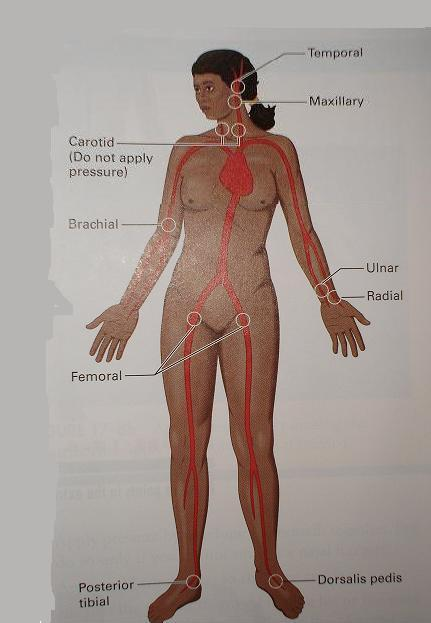 Temporal
Maxillary
Carotid
(Do not apply
pressure)
Brachial
Ulnar
Radial
Femoral
Posterior
tibial
Dorsalis pedis